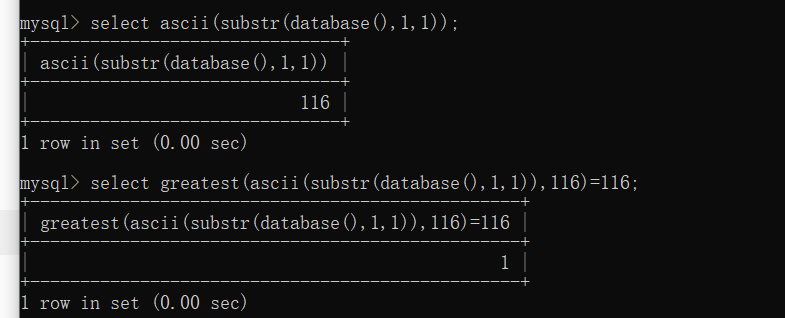 mysql> select ascii(substr(database(),1,1));
+-------------------------------+
| ascii(substr(database(),1,1)) |
+-------------------------------+
|                           116 |
+-------------------------------+
1 row in set (0.00 sec)
mysql> select greatest(ascii(substr(database(),1,1)),116)=116;
+-------------------------------------------------+
| greatest(ascii(substr(database(),1,1)),116)=116 |
+-------------------------------------------------+
|                                               1 |
+-------------------------------------------------+
1 row in set (0.00 sec)